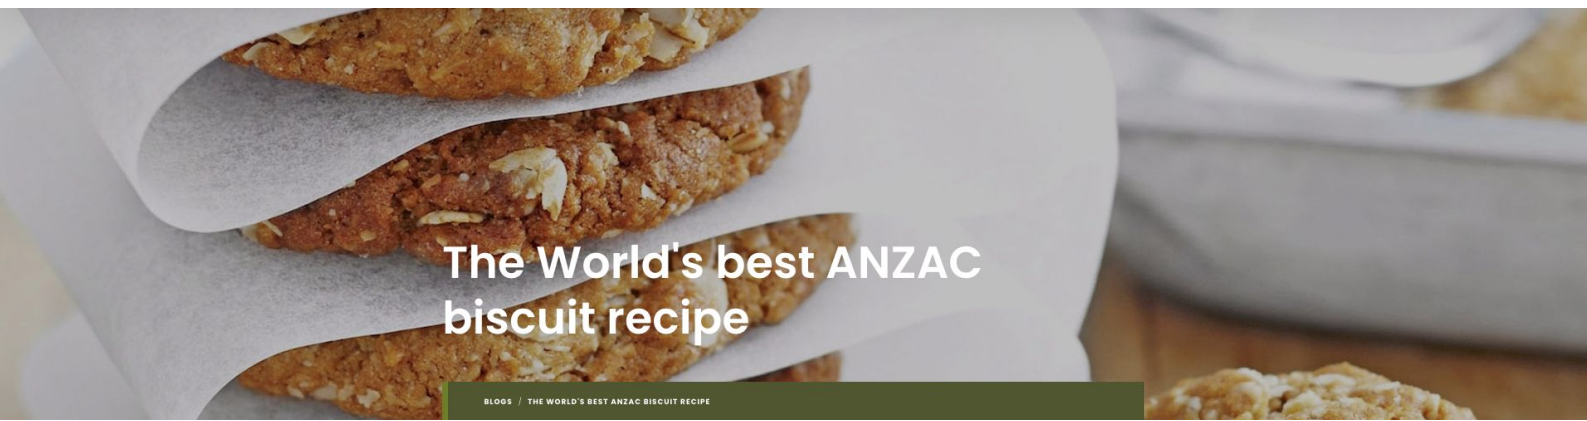 The World's best ANZAC
biscuit recipe
BLOGS / THE WORLD'S BEST ANZAC BISCUIT RECIPE